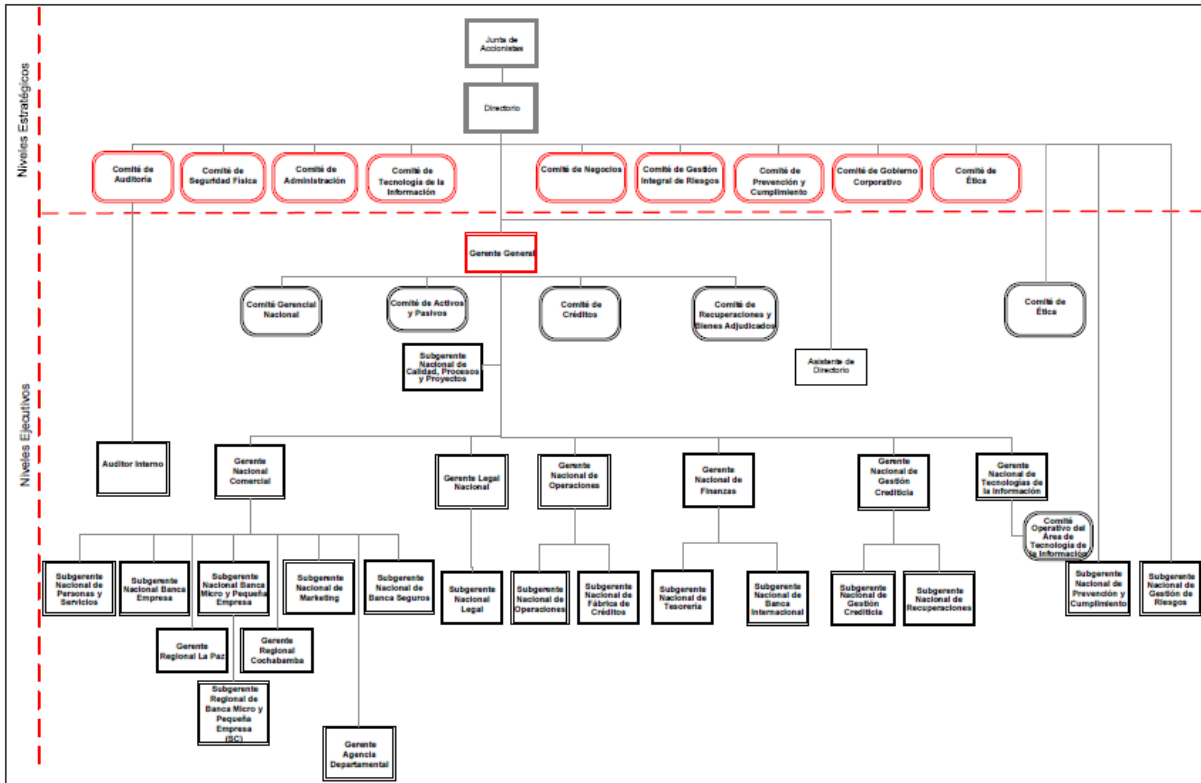 Niveles Estratégicos
Junta de
Accionistas
Directorio
Comité de
Auditoría
Comité de
Seguridad Física
Comité de
Administración
Comité de
Tecnología de la
Información
Comité de Negocios
Comité de Gestión
Integral de Riesgos
Comité de
Prevención y
Cumplimiento
Comité de Gobierno
Corporativo
Comité de
Ética
Niveles Ejecutivos
Gerente General
Comité Gerencial
Nacional
Comité de Activos
y Pasivos
Comité de
Créditos
Comité de
Recuperaciones y
Bienes Adjudicados
Comité de
Ética
Subgerente
Nacional de
Calidad, Procesos
y Proyectos
Asistente de
Directorio
Auditor Interno
Gerente
Nacional
Comercial
Gerente Legal
Nacional
Gerente
Nacional de
Operaciones
Gerente
Nacional de
Finanzas
Gerente
Nacional de
Gestión
Crediticia
Gerente
Nacional de
Tecnologías de
la Información
Comité
Operativo del
Área de
Tecnología de
la Información
Subgerente
Nacional de
Personas y
Servicios
Subgerente
Nacional Banca
Empresa
Subgerente
Nacional Banca
Micro y Pequeña
Empresa
Subgerente
Nacional de
Marketing
Subgerente
Nacional de
Banca Seguros
Subgerente
Nacional
Legal
Subgerente
Nacional de
Operaciones
Subgerente
Nacional de
Fábrica de
Créditos
Subgerente
Nacional de
Tesorería
Subgerente
Nacional de
Banca
Internacional
Subgerente
Nacional de
Gestión
Crediticia
Subgerente
Nacional de
Recuperaciones
Subgerente
Nacional de
Prevención y
Cumplimiento
Subgerente
Nacional de
Gestión de
Riesgos
Gerente
Regional La Paz
Gerente
Regional
Cochabamba
Subgerente
Regional de
Banca Micro y
Pequeña
Empresa
(SC)
Gerente
Agencia
Departamental